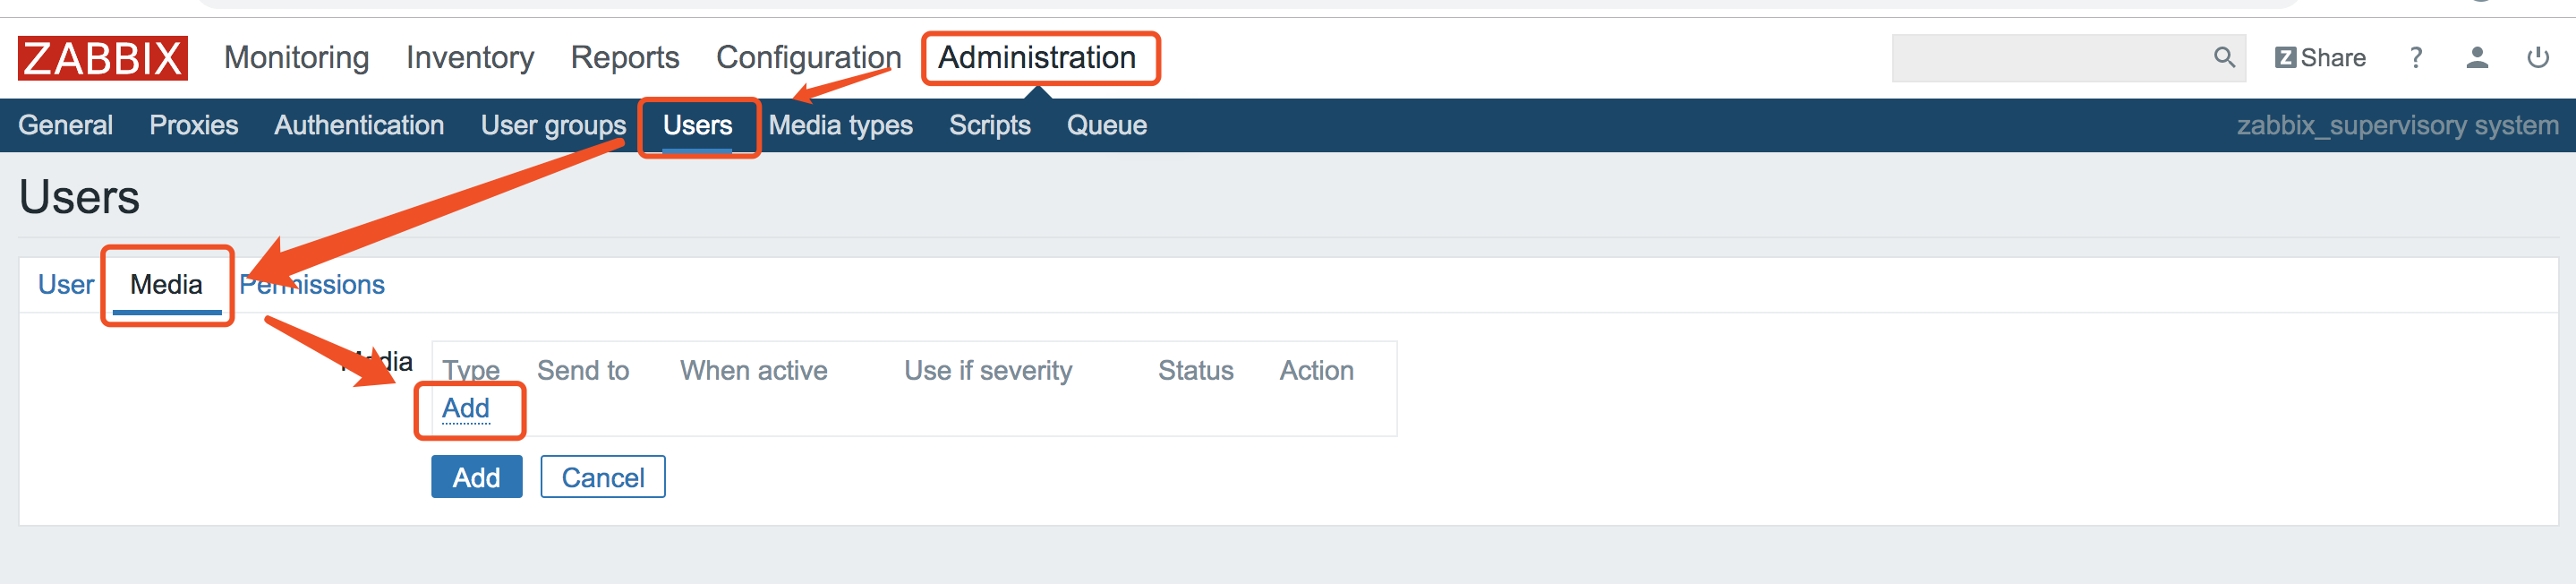 ZABBIX Monitoring Inventory Reports Configuration Administration Z Share ?
General Proxies Authentication User groups Users Media types Scripts Queue zabbix_supervisory system
Users
User Media Permissions
Media Type Send to When active Use if severity Status Action
Add
Add Cancel